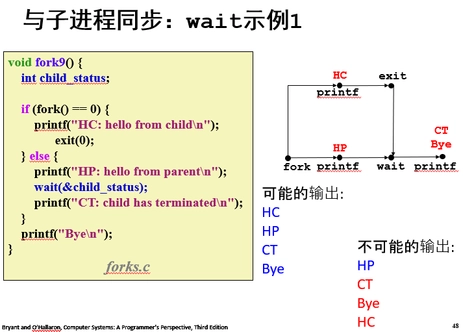 与子进程同步：wait示例1
void fork9() {
int child_status;
if (fork() == 0) {
printf("HC: hello from child\n");
exit(0);
} else {
printf("HP: hello from parent\n");
wait(&child_status);
printf("CT: child has terminated\n");
}
printf("Bye\n");
}
forks.c
HC
exit
printf
HP
CT
Bye
fork printf wait printf
可能的输出:
HC
HP
CT
Bye
不可能的输出:
HP
CT
Bye
HC
Bryant and O'Hallaron, Computer Systems: A Programmer's Perspective, Third Edition
48